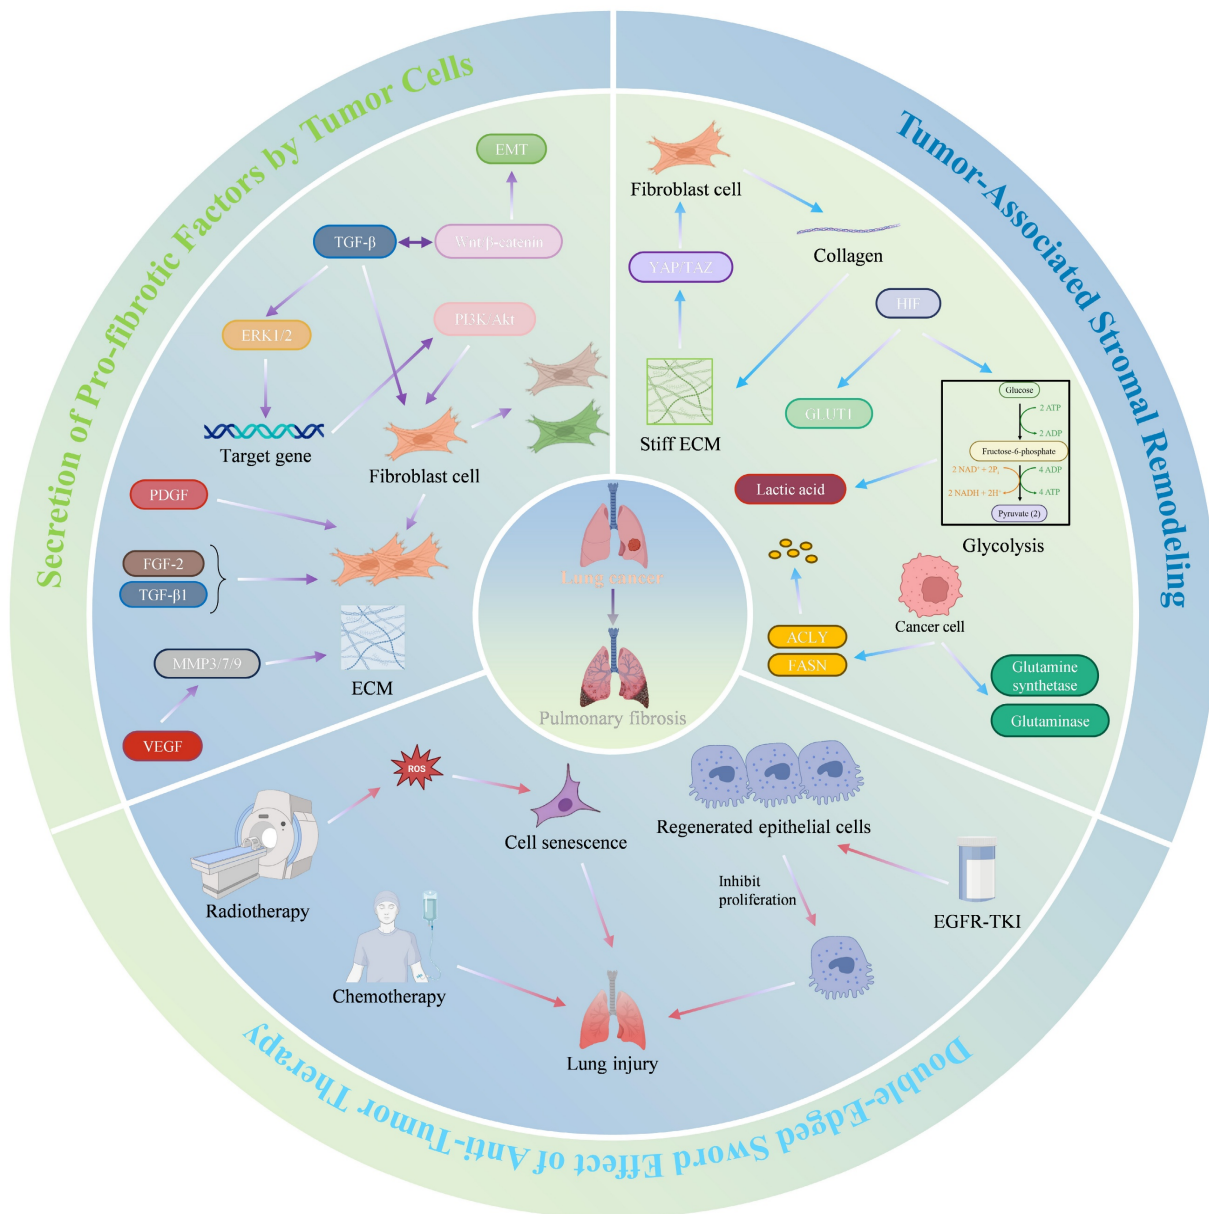 Secretion of Pro-fibrotic Factors by Tumor Cells
EMT
TGF-β
Wnt β-catenin
ERK1/2
PI3K/Akt
Target gene
Fibroblast cell
PDGF
FGF-2
TGF-β1
MMP3/7/9
ECM
VEGF
Tumor-Associated Stromal Remodeling
Fibroblast cell
Collagen
YAP/TAZ
HIF
Stiff ECM
GLUT1
Glucose
2 ATP
2 ADP
Fructose-6-phosphate
2 NAD⁺ + 2Pᵢ
4 ADP
2 NADH + 2H⁺
4 ATP
Pyruvate (2)
Glycolysis
Lactic acid
Cancer cell
ACLY
FASN
Glutamine
synthetase
Glutaminase
Lung cancer
Pulmonary fibrosis
ROS
Radiotherapy
Cell senescence
Regenerated epithelial cells
Inhibit
proliferation
EGFR-TKI
Chemotherapy
Lung injury
Double-Edged Sword Effect of Anti-Tumor Therapy